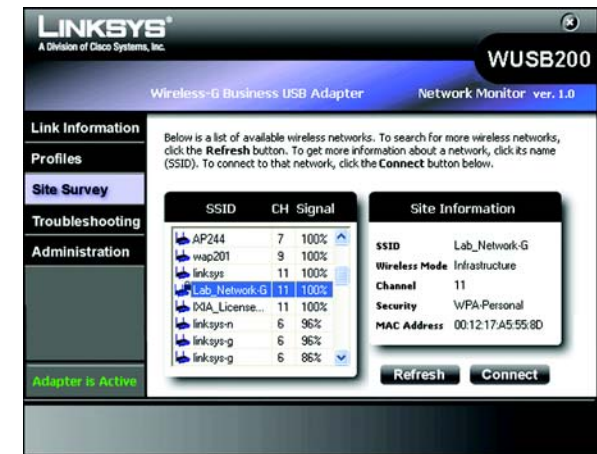 LINKSYS®
A Division of Cisco Systems, Inc.
WUSB200
Wireless-G Business USB Adapter Network Monitor ver. 1.0
Link Information
Profiles
Site Survey
Troubleshooting
Administration
Adapter is Active
Below is a list of available wireless networks. To search for more wireless networks,
click the Refresh button. To get more information about a network, click its name
(SSID). To connect to that network, click the Connect button below.
SSID CH Signal
AP244 7 100%
wap201 9 100%
linksys 11 100%
Lab_Network-G 11 100%
IXIA_License... 11 100%
linksys-n 6 96%
linksys-g 6 96%
linksys-g 6 86%
Site Information
SSID Lab_Network-G
Wireless Mode Infrastructure
Channel 11
Security WPA-Personal
MAC Address 00:12:17:A5:55:8D
Refresh Connect